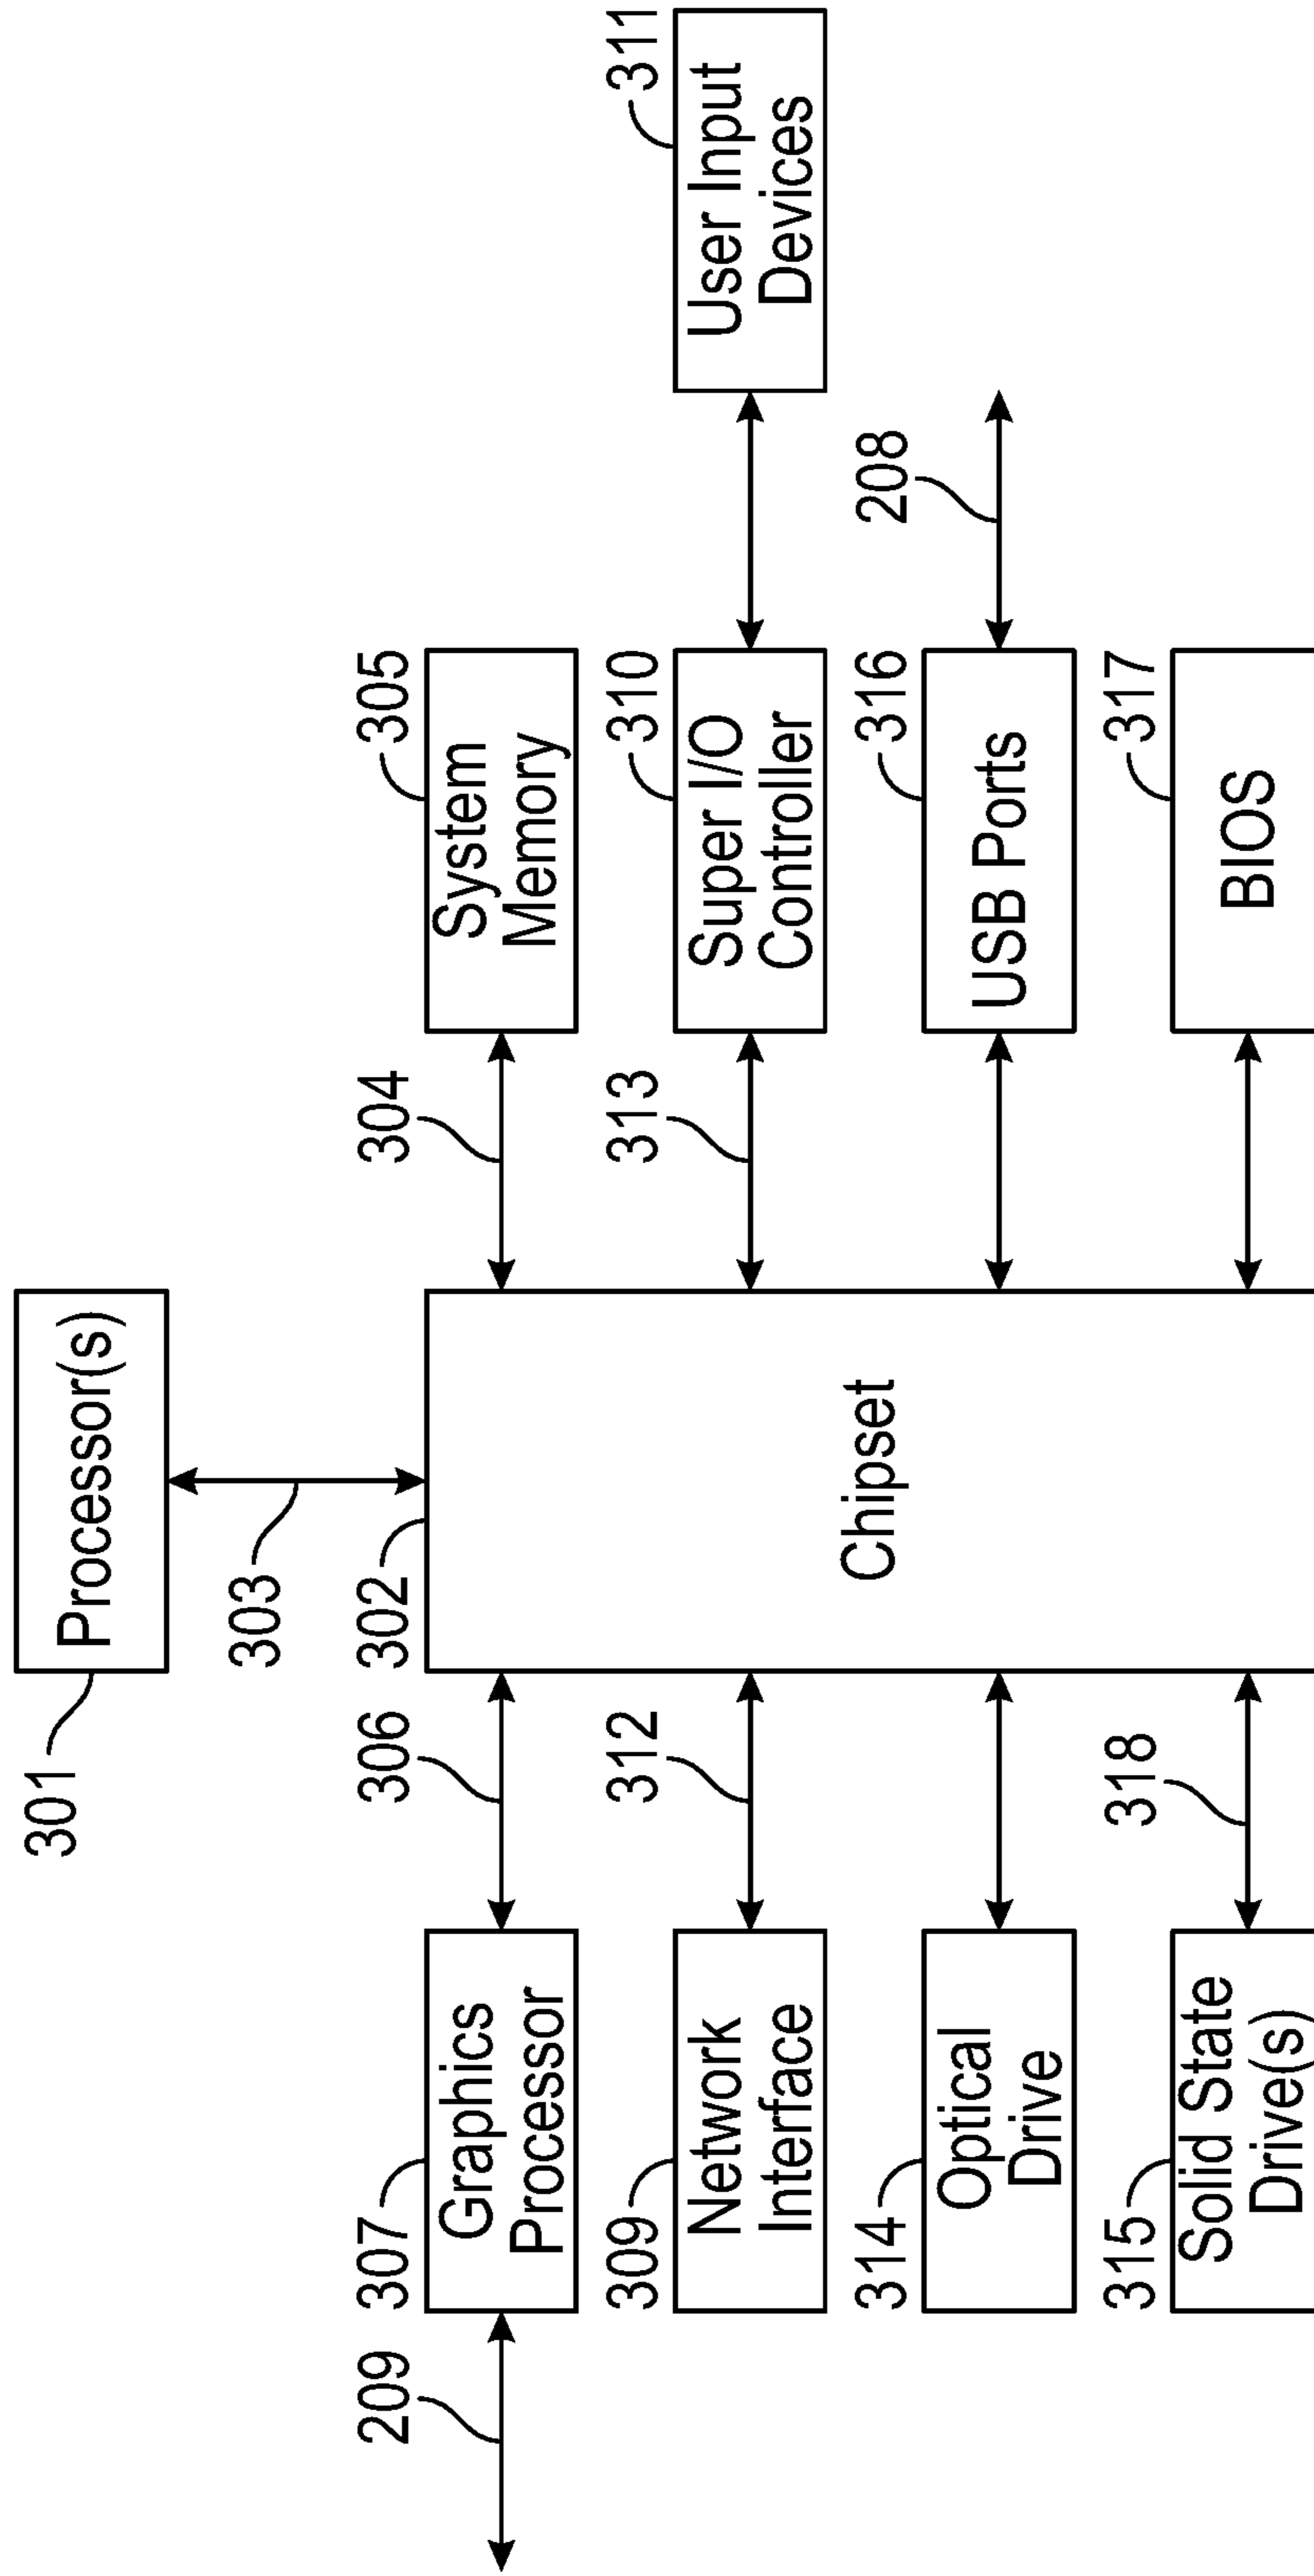 301
Processor(s)
303
302
209
307
Graphics
Processor
306
304
System
Memory
305
309
Network
Interface
312
313
Super I/O
Controller
310
User Input
Devices
311
314
Optical
Drive
Chipset
USB Ports
316
208
315
Solid State
Drive(s)
318
BIOS
317